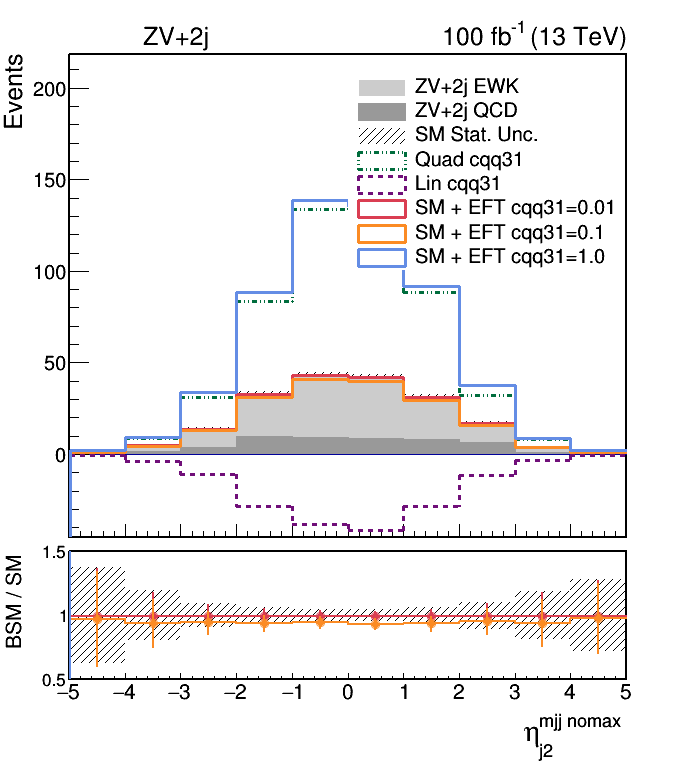 ZV+2j 100 fb⁻¹ (13 TeV)
Events
200
150
100
50
0
ZV+2j EWK
ZV+2j QCD
SM Stat. Unc.
Quad cqq31
Lin cqq31
SM + EFT cqq31=0.01
SM + EFT cqq31=0.1
SM + EFT cqq31=1.0
BSM / SM
1.5
1
0.5
−5 −4 −3 −2 −1 0 1 2 3 4 5
η_{j2}^{mjj nomax}